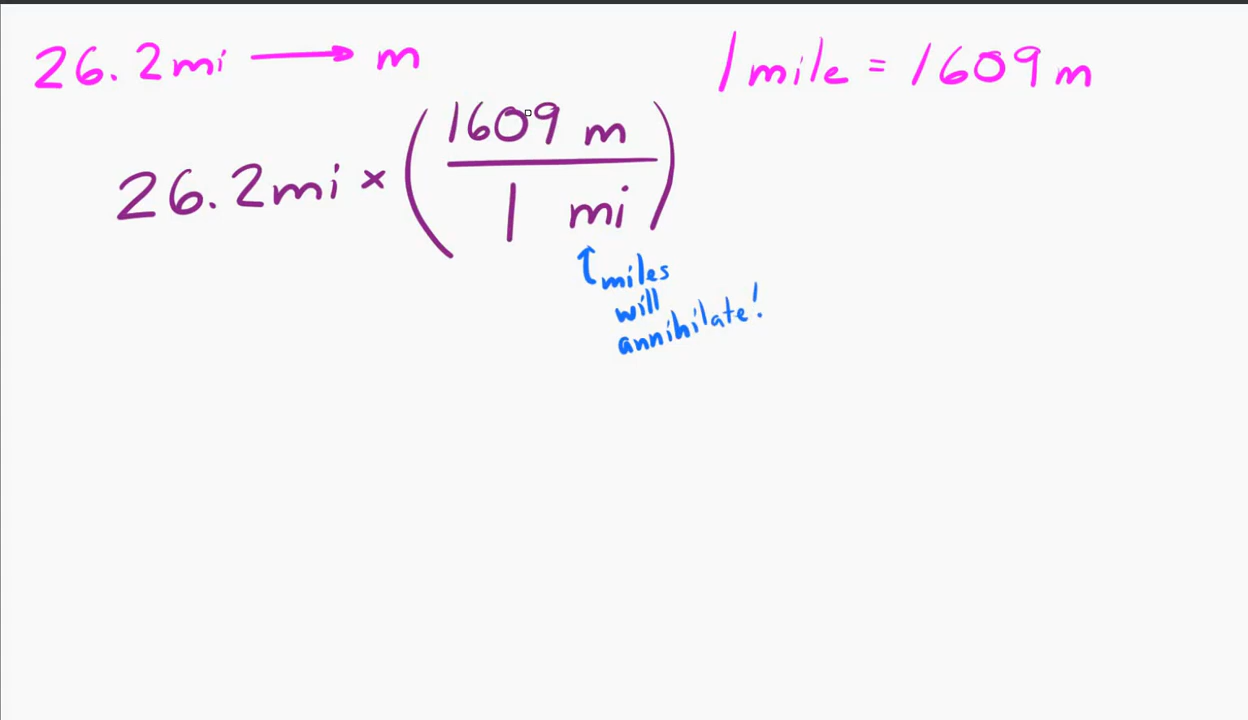 26.2mi ⟶ m
1 mile = 1609 m
26.2mi × (1609 m / 1 mi)
↑ miles
will
annihilate!